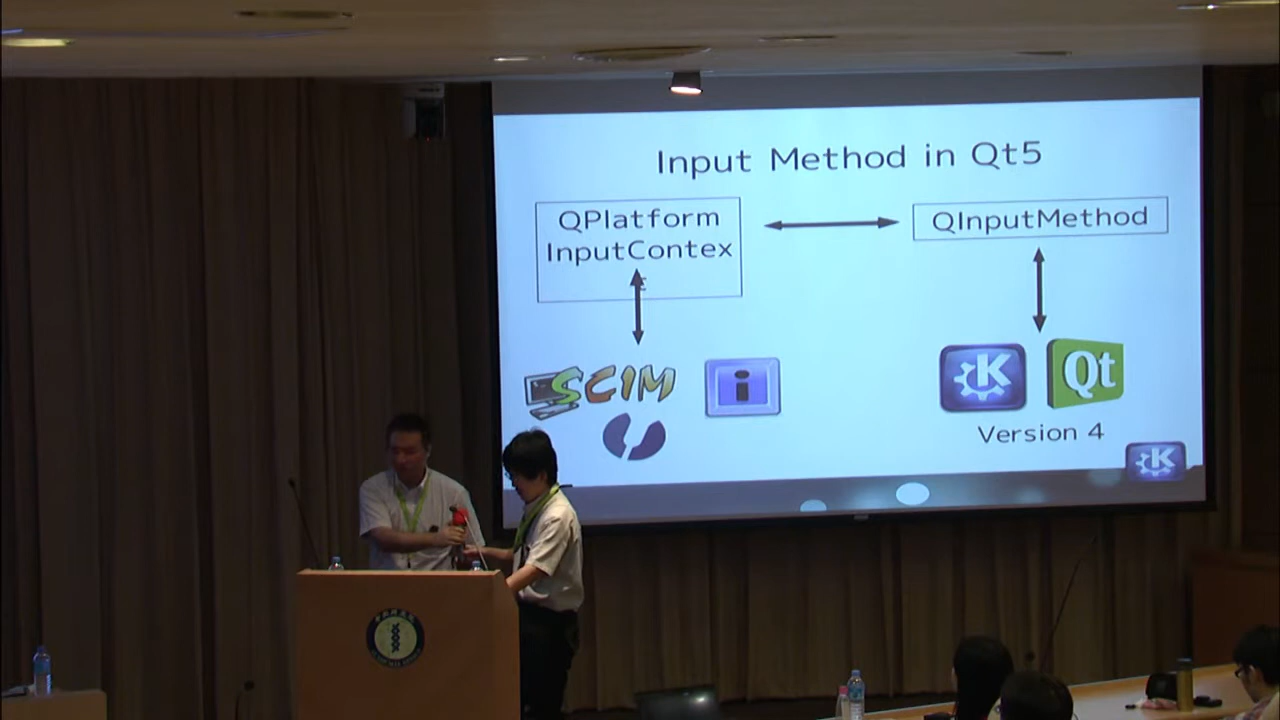 Input Method in Qt5
QPlatform
InputContex
t
QInputMethod
SCIM
i
K
Qt
Version 4
K